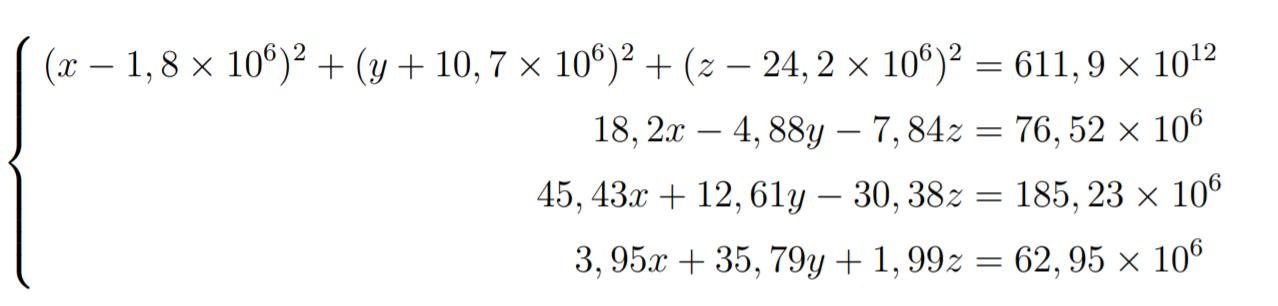 (x − 1,8 × 10⁶)² + (y + 10,7 × 10⁶)² + (z − 24,2 × 10⁶)² = 611,9 × 10¹²
18,2x − 4,88y − 7,84z = 76,52 × 10⁶
45,43x + 12,61y − 30,38z = 185,23 × 10⁶
3,95x + 35,79y + 1,99z = 62,95 × 10⁶